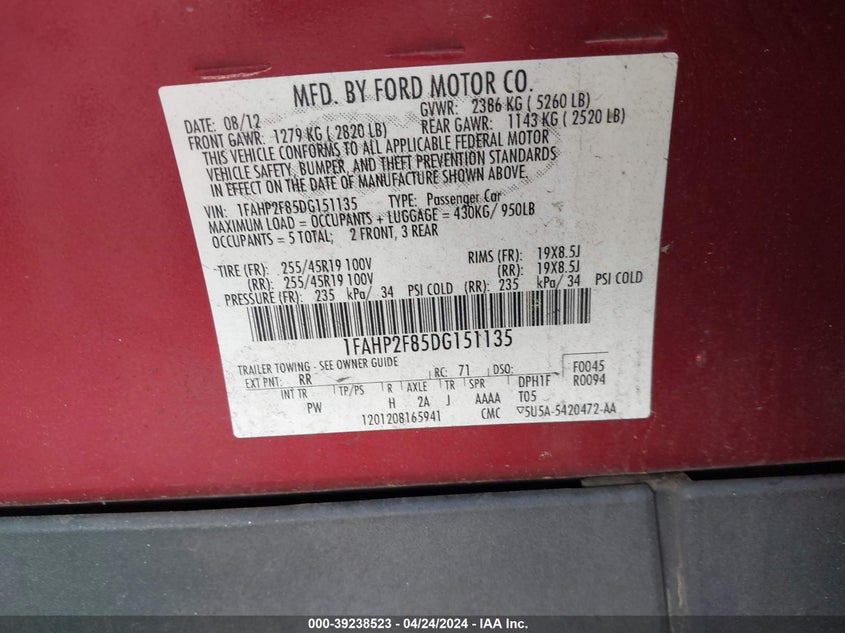 MFD. BY FORD MOTOR CO.
DATE: 08/12 GVWR: 2386 KG ( 5260 LB)
FRONT GAWR: 1279 KG ( 2820 LB) REAR GAWR: 1143 KG ( 2520 LB)
THIS VEHICLE CONFORMS TO ALL APPLICABLE FEDERAL MOTOR
VEHICLE SAFETY, BUMPER, AND THEFT PREVENTION STANDARDS
IN EFFECT ON THE DATE OF MANUFACTURE SHOWN ABOVE.
VIN: 1FAHP2F85DG151135 TYPE: Passenger Car
MAXIMUM LOAD = OCCUPANTS + LUGGAGE = 430KG/ 950LB
OCCUPANTS = 5 TOTAL; 2 FRONT, 3 REAR
TIRE (FR): 255/45R19 100V RIMS (FR): 19X8.5J
(RR): 255/45R19 100V (RR): 19X8.5J
PRESSURE (FR): 235 kPa/ 34 PSI COLD (RR): 235 kPa/ 34 PSI COLD
1FAHP2F85DG151135
TRAILER TOWING - SEE OWNER GUIDE F0045
EXT PNT: RR RC: 71 DSO: R0094
INT TR TP/PS R AXLE TR SPR DPH1F
PW H 2A J AAAA T05
1201208165941 CMC ▽5U5A-5420472-AA
000-39238523 - 04/24/2024 - IAA Inc.